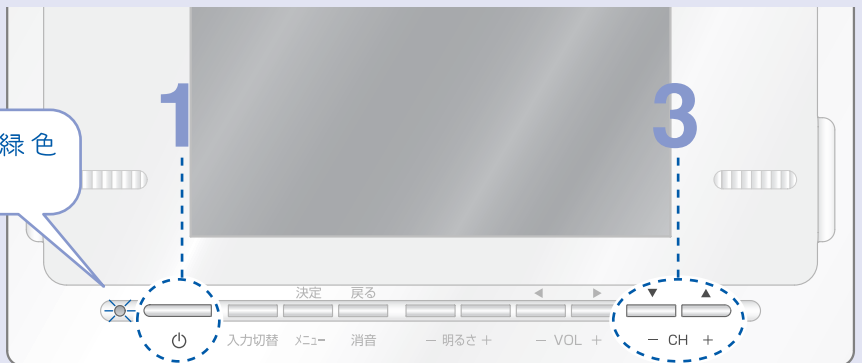 1
3
緑色
決定 戻る ◀ ▶ ▼ ▲
入力切替 メニュー 消音 − 明るさ + − VOL + − CH +